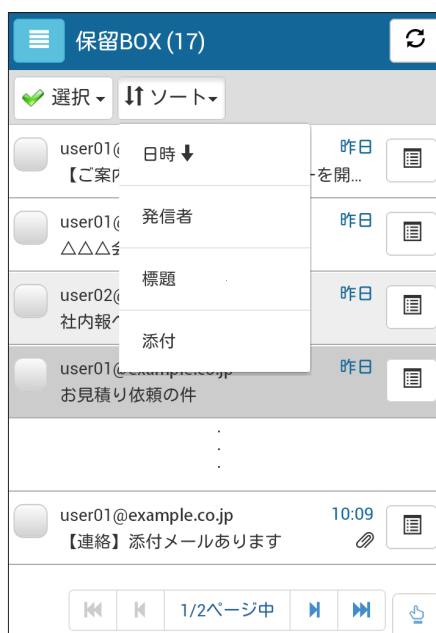 保留BOX (17)
選択 ソート
日時
発信者
標題
添付
user01@ 昨日
【ご案 ーを開...
user01@ 昨日
△△△
user02@ 昨日
社内報へ
user01@example.co.jp 昨日
お見積り依頼の件
user01@example.co.jp 10:09
【連絡】添付メールあります
1/2ページ中